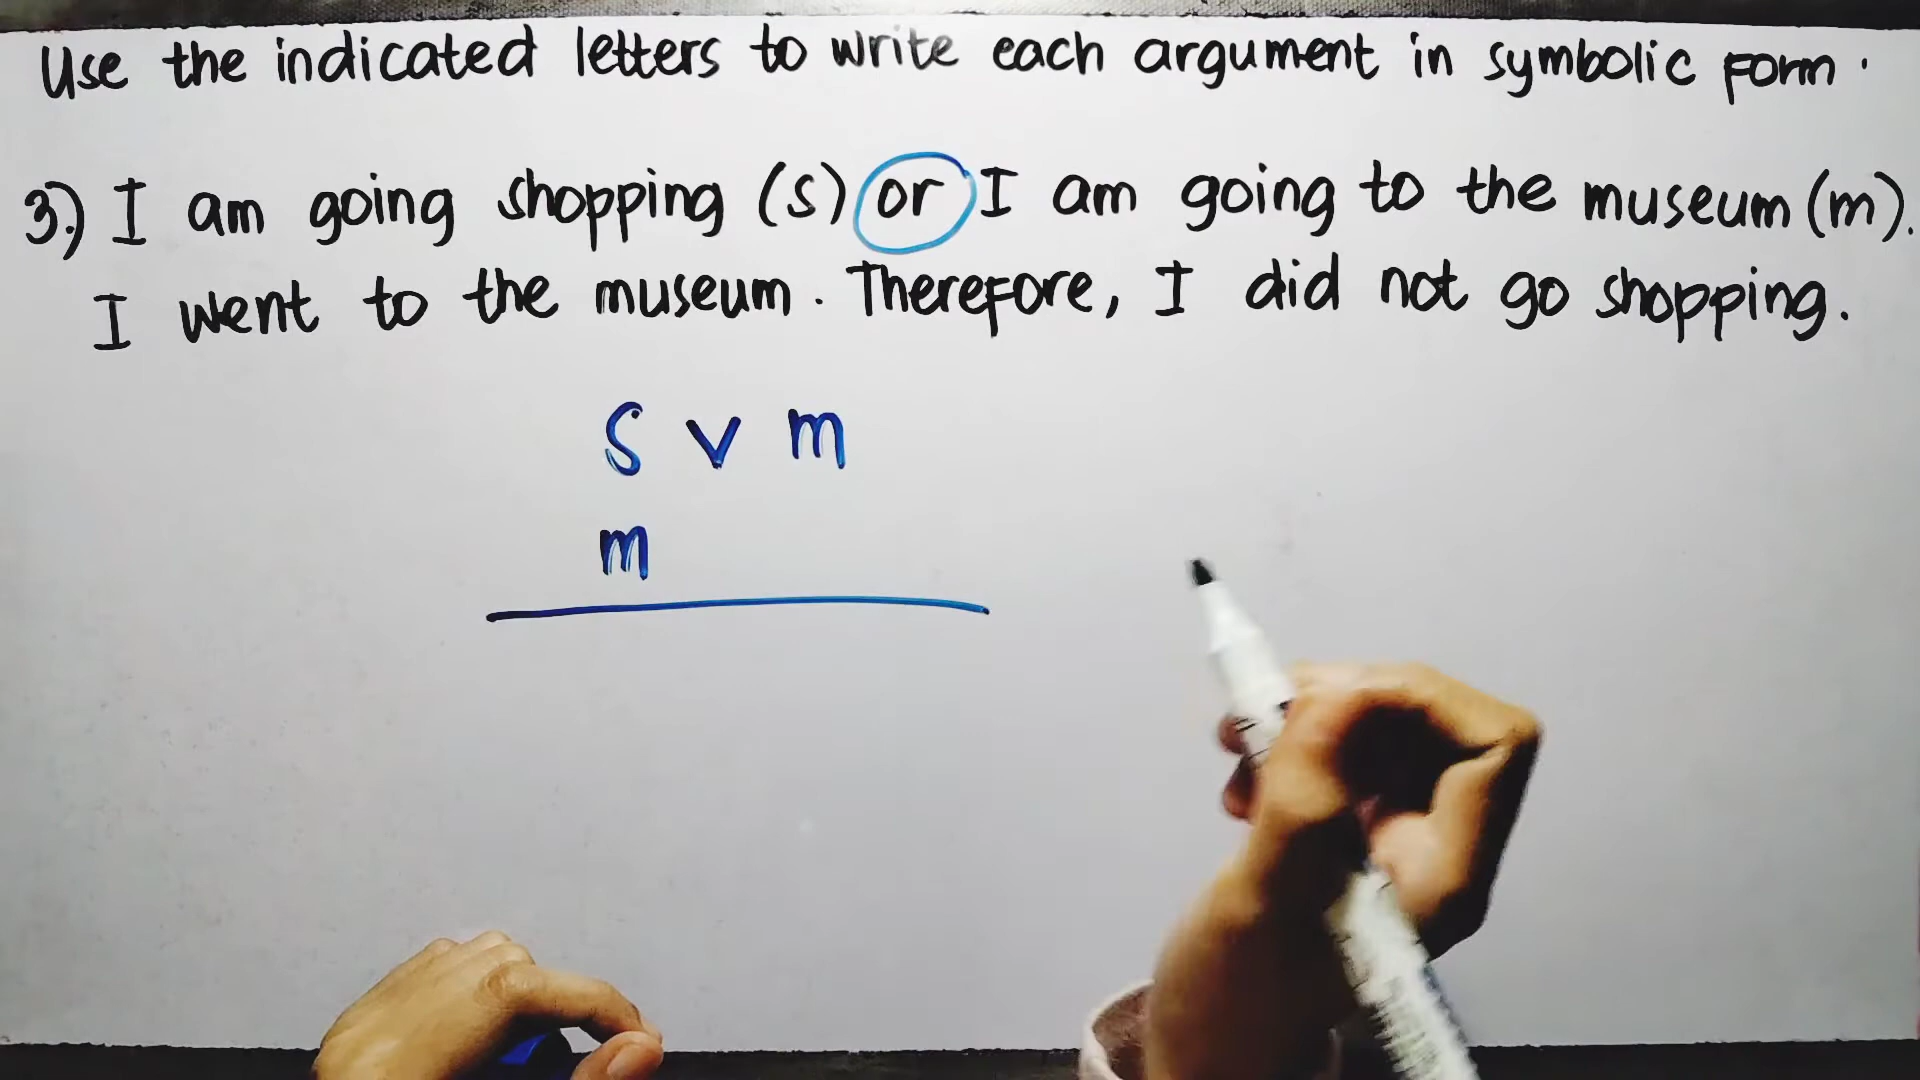 Use the indicated letters to write each argument in symbolic form.
3.) I am going shopping (s) or I am going to the museum (m).
I went to the museum. Therefore, I did not go shopping.
s v m
m